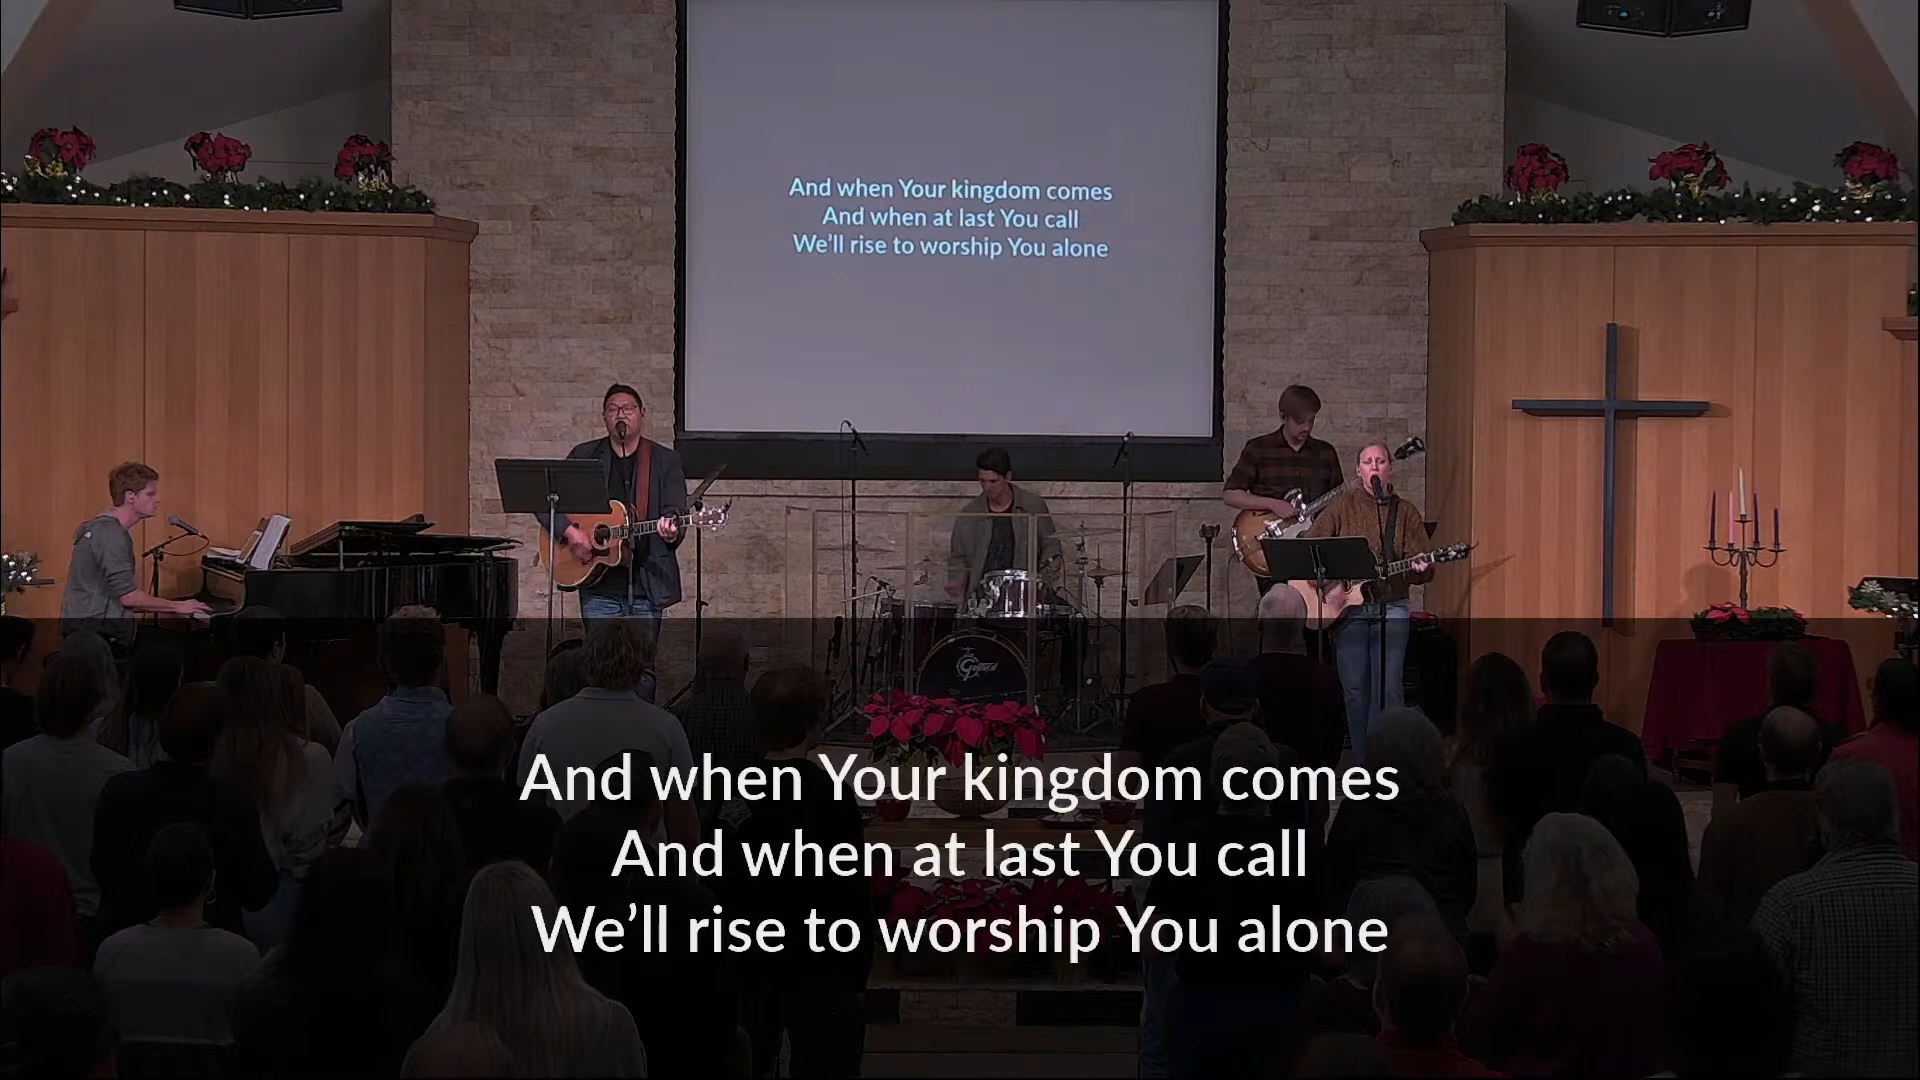 And when Your kingdom comes
And when at last You call
We'll rise to worship You alone
And when Your kingdom comes
And when at last You call
We’ll rise to worship You alone